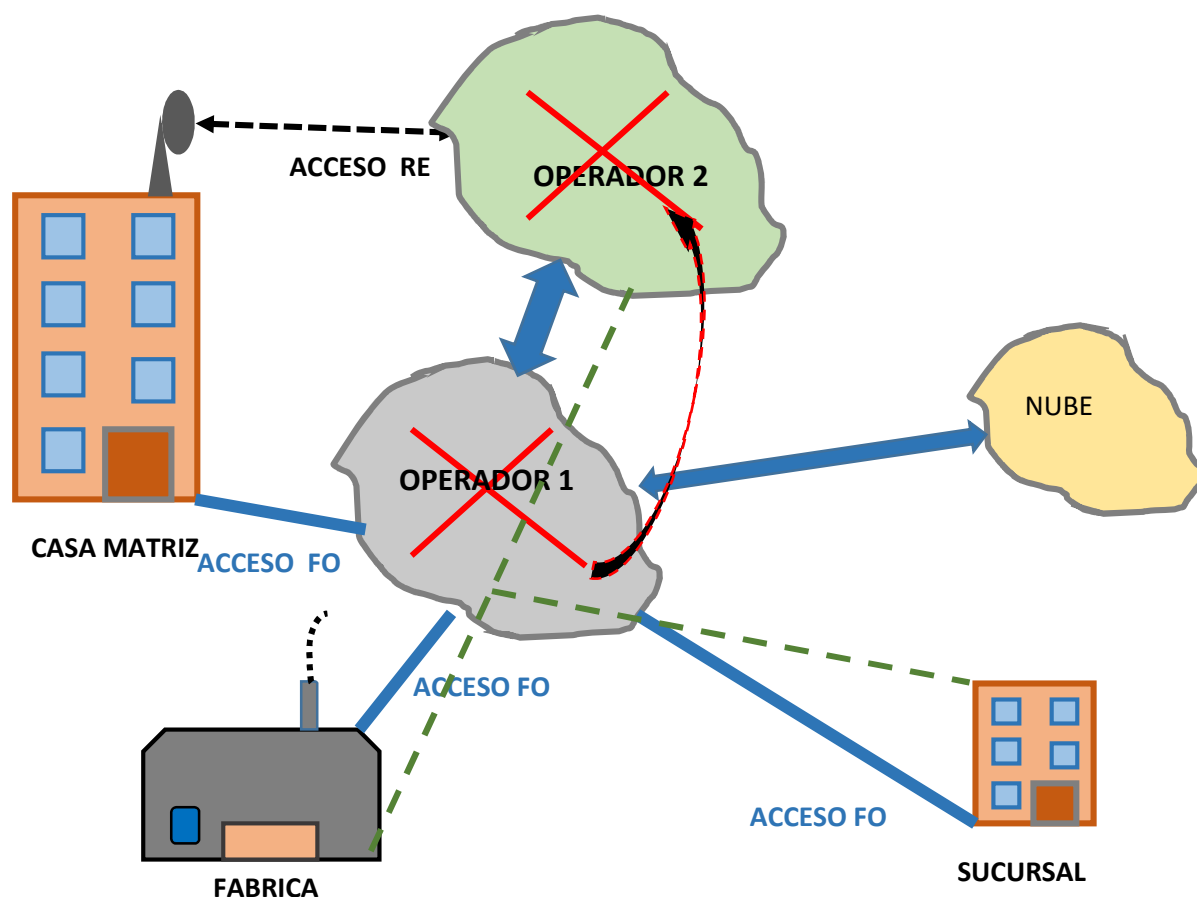 ACCESO RE
OPERADOR 2
NUBE
OPERADOR 1
CASA MATRIZ
ACCESO FO
ACCESO FO
ACCESO FO
FABRICA
SUCURSAL